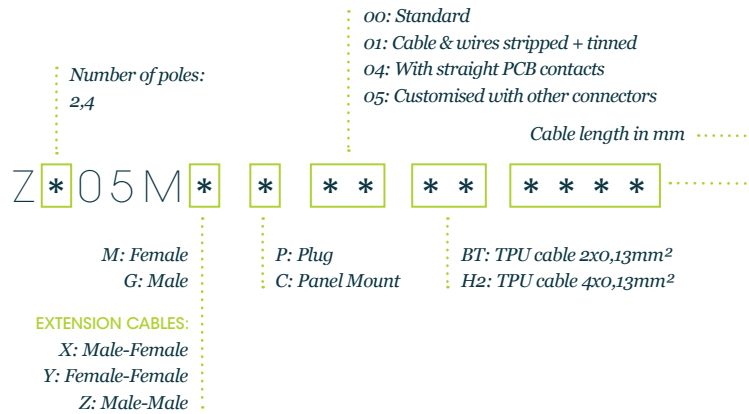 00: Standard
01: Cable & wires stripped + tinned
04: With straight PCB contacts
05: Customised with other connectors
Number of poles:
2,4
Cable length in mm
Z * 05M * * ** ** ****
M: Female
G: Male
P: Plug
C: Panel Mount
BT: TPU cable 2x0,13mm²
H2: TPU cable 4x0,13mm²
EXTENSION CABLES:
X: Male-Female
Y: Female-Female
Z: Male-Male